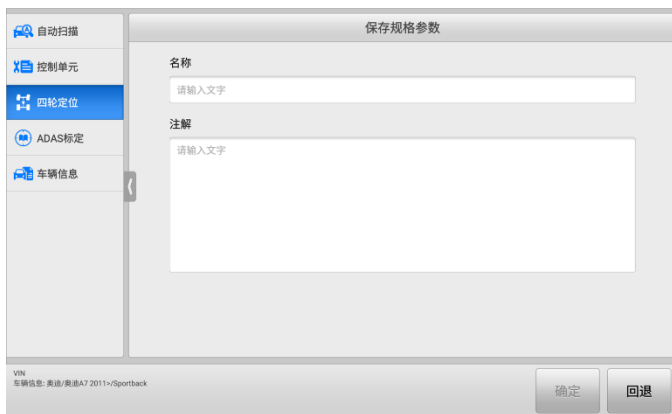 自动扫描
控制单元
四轮定位
ADAS标定
车辆信息
保存规格参数
名称
请输入文字
注解
请输入文字
VIN
车辆信息: 奥迪/奥迪A7 2011>/Sportback
确定
回退